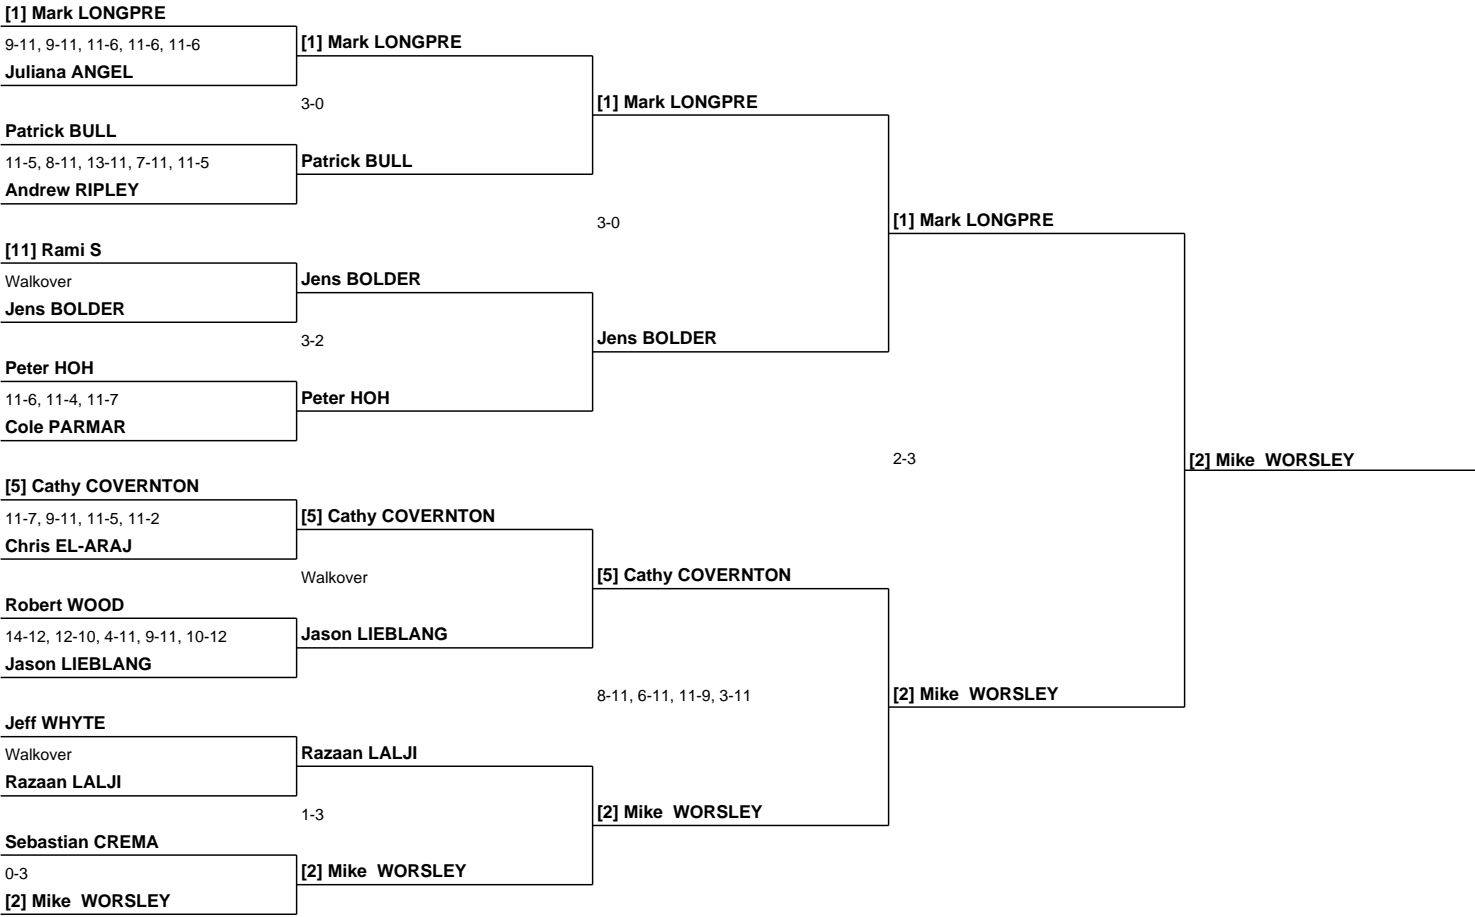 [1] Mark LONGPRE
9-11, 9-11, 11-6, 11-6, 11-6
Juliana ANGEL
Patrick BULL
11-5, 8-11, 13-11, 7-11, 11-5
Andrew RIPLEY
[11] Rami S
Walkover
Jens BOLDER
Peter HOH
11-6, 11-4, 11-7
Cole PARMAR
[5] Cathy COVERNTON
11-7, 9-11, 11-5, 11-2
Chris EL-ARAJ
Robert WOOD
14-12, 12-10, 4-11, 9-11, 10-12
Jason LIEBLANG
Jeff WHYTE
Walkover
Razaan LALJI
Sebastian CREMA
0-3
[2] Mike  WORSLEY
[1] Mark LONGPRE
3-0
Patrick BULL
Jens BOLDER
3-2
Peter HOH
[5] Cathy COVERNTON
Walkover
Jason LIEBLANG
Razaan LALJI
1-3
[2] Mike  WORSLEY
[1] Mark LONGPRE
3-0
Jens BOLDER
[5] Cathy COVERNTON
8-11, 6-11, 11-9, 3-11
[2] Mike  WORSLEY
[1] Mark LONGPRE
2-3
[2] Mike  WORSLEY
[2] Mike  WORSLEY